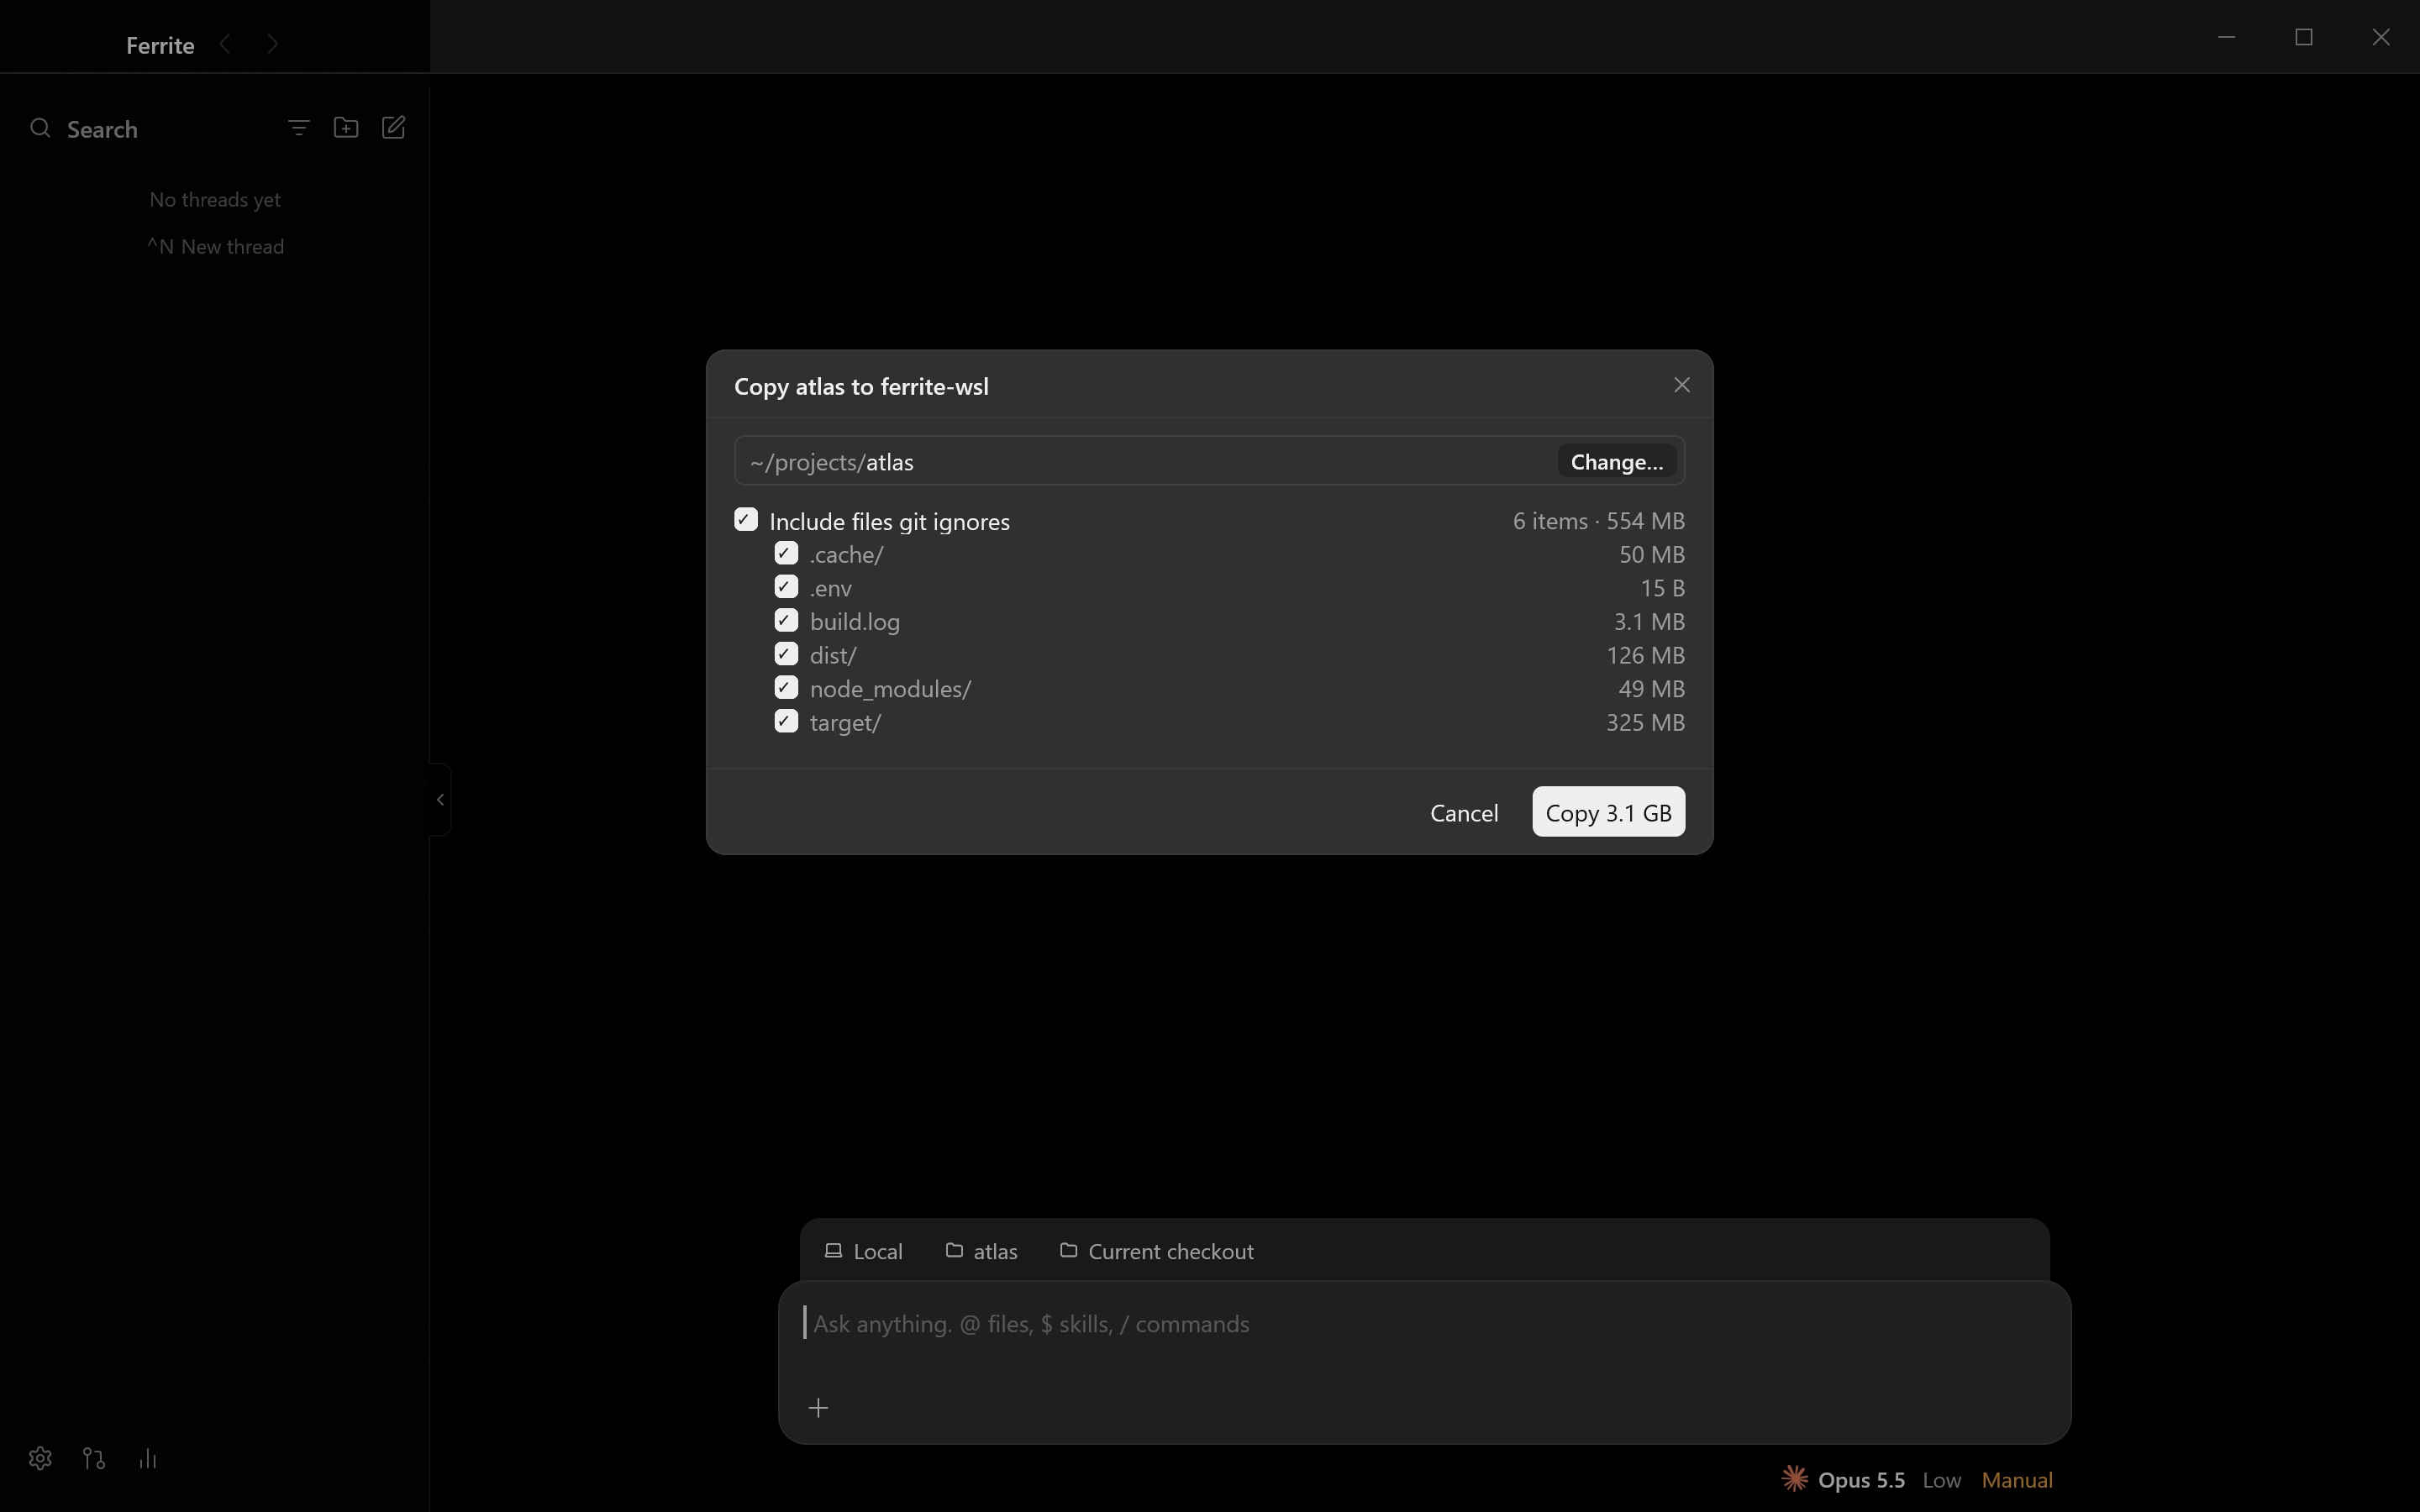 Ferrite
Search
No threads yet
^N New thread
Copy atlas to ferrite-wsl
~/projects/atlas
Change...
Include files git ignores 6 items · 554 MB
.cache/ 50 MB
.env 15 B
build.log 3.1 MB
dist/ 126 MB
node_modules/ 49 MB
target/ 325 MB
Cancel
Copy 3.1 GB
Local atlas Current checkout
Ask anything. @ files, $ skills, / commands
Opus 5.5 Low Manual